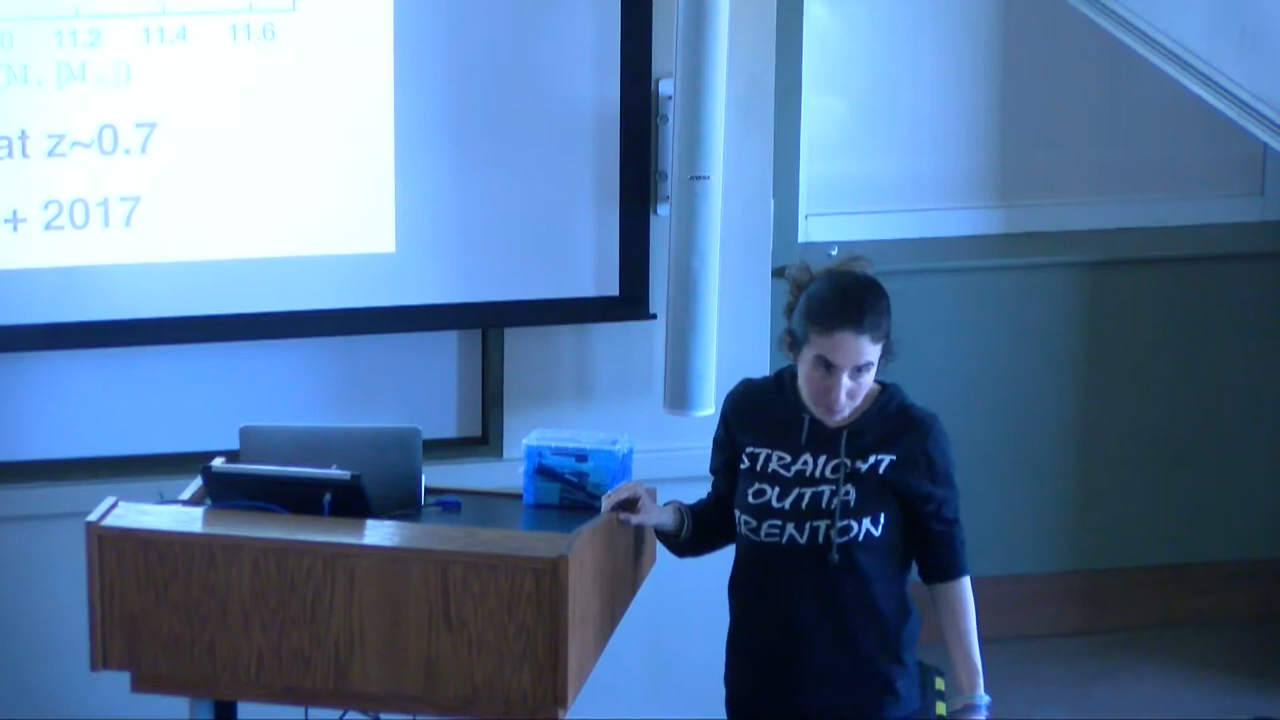 11.2 11.4 11.6
at z~0.7
+ 2017
STRAIGHT
OUTTA
TRENTON